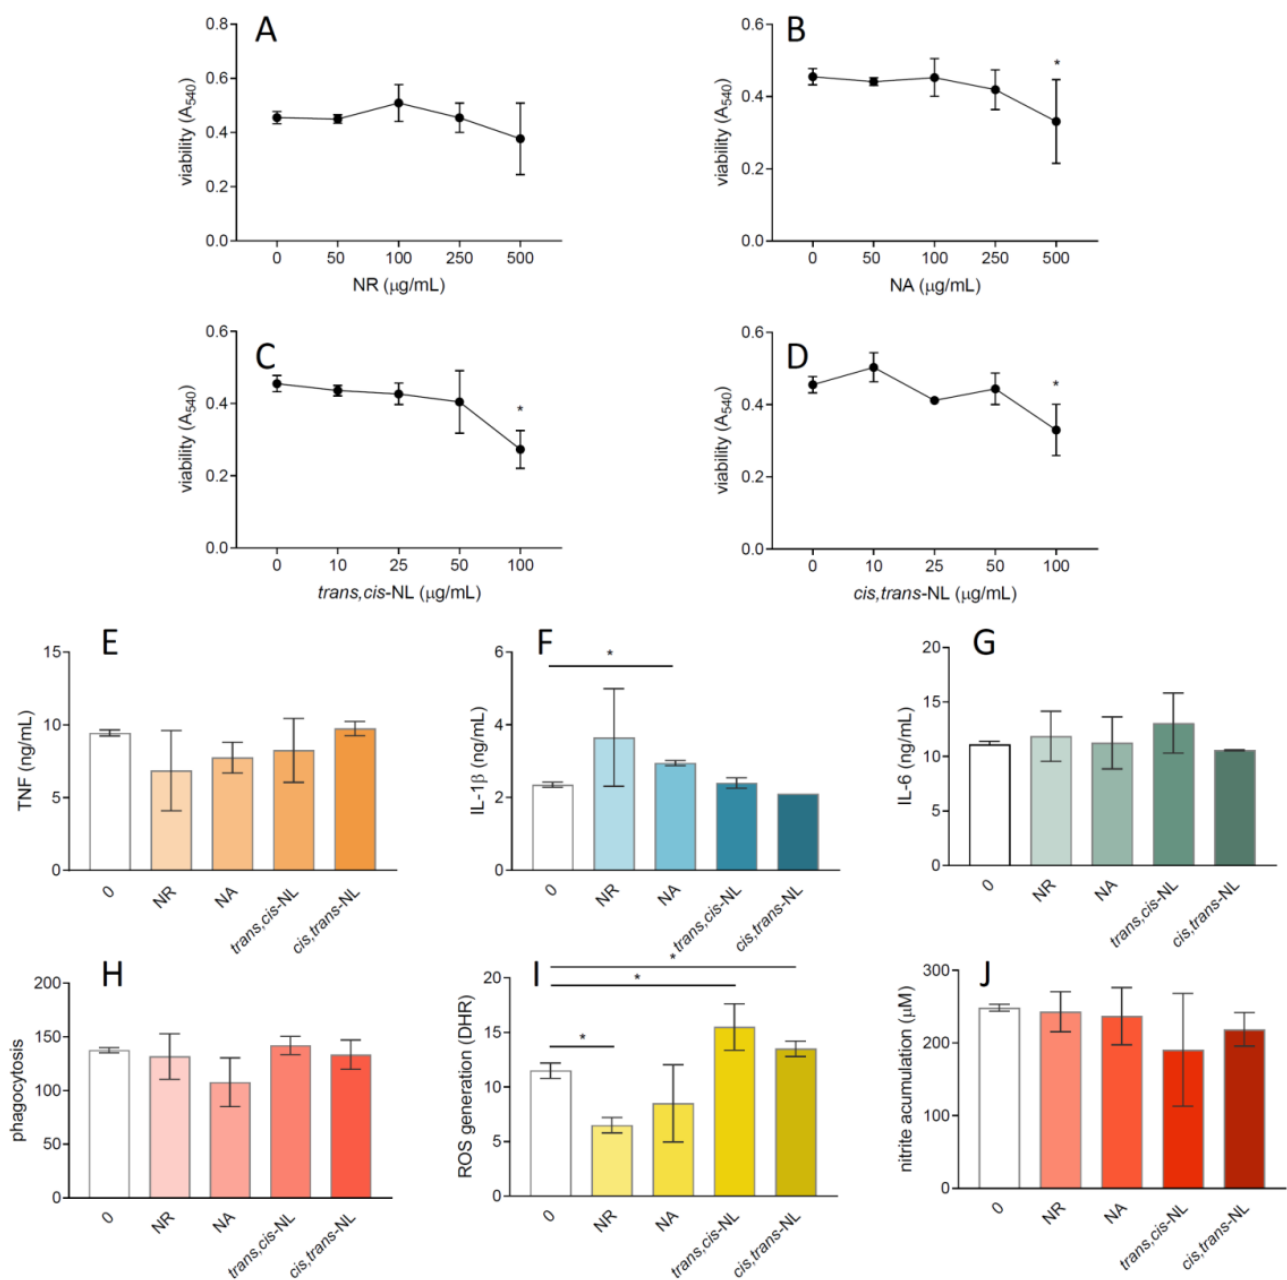 A
viability (A540)
0.8
0.6
0.4
0.2
0.0
0 50 100 250 500
NR (µg/mL)
B
viability (A540)
0.6
0.4
0.2
0.0
*
0 50 100 250 500
NA (µg/mL)
C
viability (A540)
0.6
0.4
0.2
0.0
*
0 10 25 50 100
trans,cis-NL (µg/mL)
D
viability (A540)
0.6
0.4
0.2
0.0
*
0 10 25 50 100
cis,trans-NL (µg/mL)
E
TNF (ng/mL)
15
10
5
0
0 NR NA trans,cis-NL cis,trans-NL
F
IL-1β (ng/mL)
6
4
2
0
*
0 NR NA trans,cis-NL cis,trans-NL
G
IL-6 (ng/mL)
20
15
10
5
0
0 NR NA trans,cis-NL cis,trans-NL
H
phagocytosis
200
150
100
50
0
0 NR NA trans,cis-NL cis,trans-NL
I
ROS generation (DHR)
20
15
10
5
0
*
*
*
0 NR NA trans,cis-NL cis,trans-NL
J
nitrite acumulation (µM)
300
200
100
0
0 NR NA trans,cis-NL cis,trans-NL